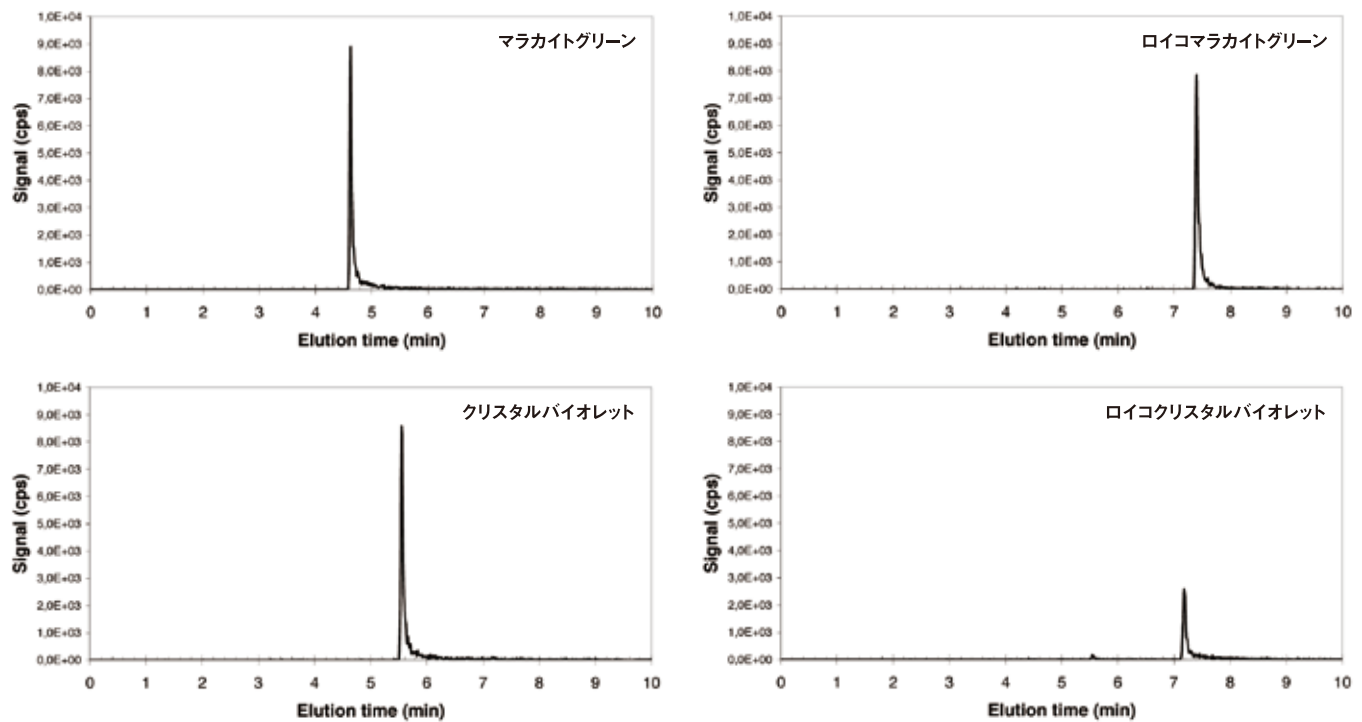 マラカイトグリーン
Signal (cps)
1,0E+04
9,0E+03
8,0E+03
7,0E+03
6,0E+03
5,0E+03
4,0E+03
3,0E+03
2,0E+03
1,0E+03
0,0E+00
0 1 2 3 4 5 6 7 8 9 10
Elution time (min)
ロイコマラカイトグリーン
Signal (cps)
1,0E+04
9,0E+03
8,0E+03
7,0E+03
6,0E+03
5,0E+03
4,0E+03
3,0E+03
2,0E+03
1,0E+03
0,0E+00
0 1 2 3 4 5 6 7 8 9 10
Elution time (min)
クリスタルバイオレット
Signal (cps)
1,0E+04
9,0E+03
8,0E+03
7,0E+03
6,0E+03
5,0E+03
4,0E+03
3,0E+03
2,0E+03
1,0E+03
0,0E+00
0 1 2 3 4 5 6 7 8 9 10
Elution time (min)
ロイコクリスタルバイオレット
Signal (cps)
1,0E+04
9,0E+03
8,0E+03
7,0E+03
6,0E+03
5,0E+03
4,0E+03
3,0E+03
2,0E+03
1,0E+03
0,0E+00
0 1 2 3 4 5 6 7 8 9 10
Elution time (min)